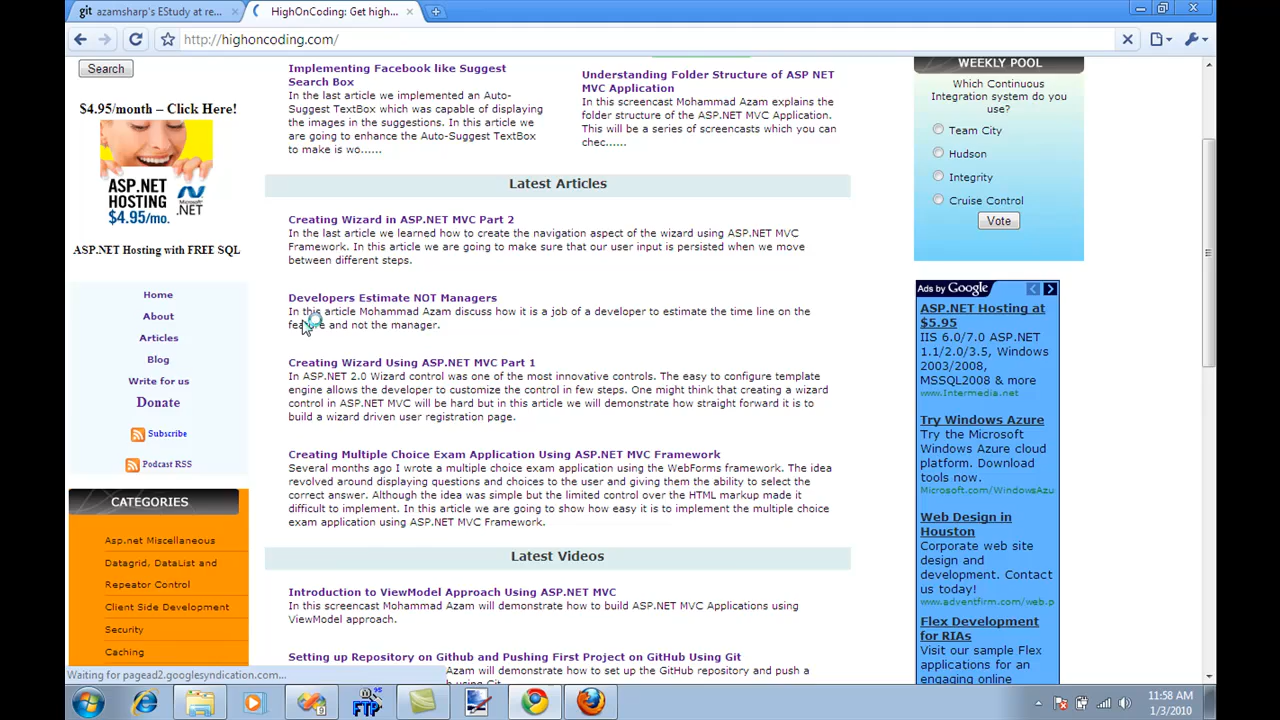 azamsharp's EStudy at re...
HighOnCoding: Get high...
http://highoncoding.com/
Search
$4.95/month – Click Here!
ASP.NET
HOSTING
$4.95/mo.
Microsoft
.NET
ASP.NET Hosting with FREE SQL
Home
About
Articles
Blog
Write for us
Donate
Subscribe
Podcast RSS
CATEGORIES
Asp.net Miscellaneous
Datagrid, DataList and
Repeator Control
Client Side Development
Security
Caching
Implementing Facebook like Suggest
Search Box
In the last article we implemented an Auto-
Suggest TextBox which was capable of displaying
the images in the suggestions. In this article we
are going to enhance the Auto-Suggest TextBox
to make is wo......
Understanding Folder Structure of ASP NET
MVC Application
In this screencast Mohammad Azam explains the
folder structure of the ASP.NET MVC Application.
This will be a series of screencasts which you can
chec......
Latest Articles
Creating Wizard in ASP.NET MVC Part 2
In the last article we learned how to create the navigation aspect of the wizard using ASP.NET MVC
Framework. In this article we are going to make sure that our user input is persisted when we move
between different steps.
Developers Estimate NOT Managers
In this article Mohammad Azam discuss how it is a job of a developer to estimate the time line on the
and not the manager.
Creating Wizard Using ASP.NET MVC Part 1
In ASP.NET 2.0 Wizard control was one of the most innovative controls. The easy to configure template
engine allows the developer to customize the control in few steps. One might think that creating a wizard
control in ASP.NET MVC will be hard but in this article we will demonstrate how straight forward it is to
build a wizard driven user registration page.
Creating Multiple Choice Exam Application Using ASP.NET MVC Framework
Several months ago I wrote a multiple choice exam application using the WebForms framework. The idea
revolved around displaying questions and choices to the user and giving them the ability to select the
correct answer. Although the idea was simple but the limited control over the HTML markup made it
difficult to implement. In this article we are going to show how easy it is to implement the multiple choice
exam application using ASP.NET MVC Framework.
Latest Videos
Introduction to ViewModel Approach Using ASP.NET MVC
In this screencast Mohammad Azam will demonstrate how to build ASP.NET MVC Applications using
ViewModel approach.
Setting up Repository on Github and Pushing First Project on GitHub Using Git
Azam will demonstrate how to set up the GitHub repository and push a
WEEKLY POOL
Which Continuous
Integration system do you
use?
Team City
Hudson
Integrity
Cruise Control
Vote
Ads by Google
ASP.NET Hosting at
$5.95
IIS 6.0/7.0 ASP.NET
1.1/2.0/3.5, Windows
2003/2008,
MSSQL2008 & more
www.Intermedia.net
Try Windows Azure
Try the Microsoft
Windows Azure cloud
platform. Download
tools now.
Microsoft.com/WindowsAzu
Web Design in
Houston
Corporate web site
design and
development. Contact
us today!
www.adventfirm.com/web.p
Flex Development
for RIAs
Visit our sample Flex
applications for an
engaging online
Waiting for pagead2.googlesyndication.com...
FTP
11:58 AM
1/3/2010